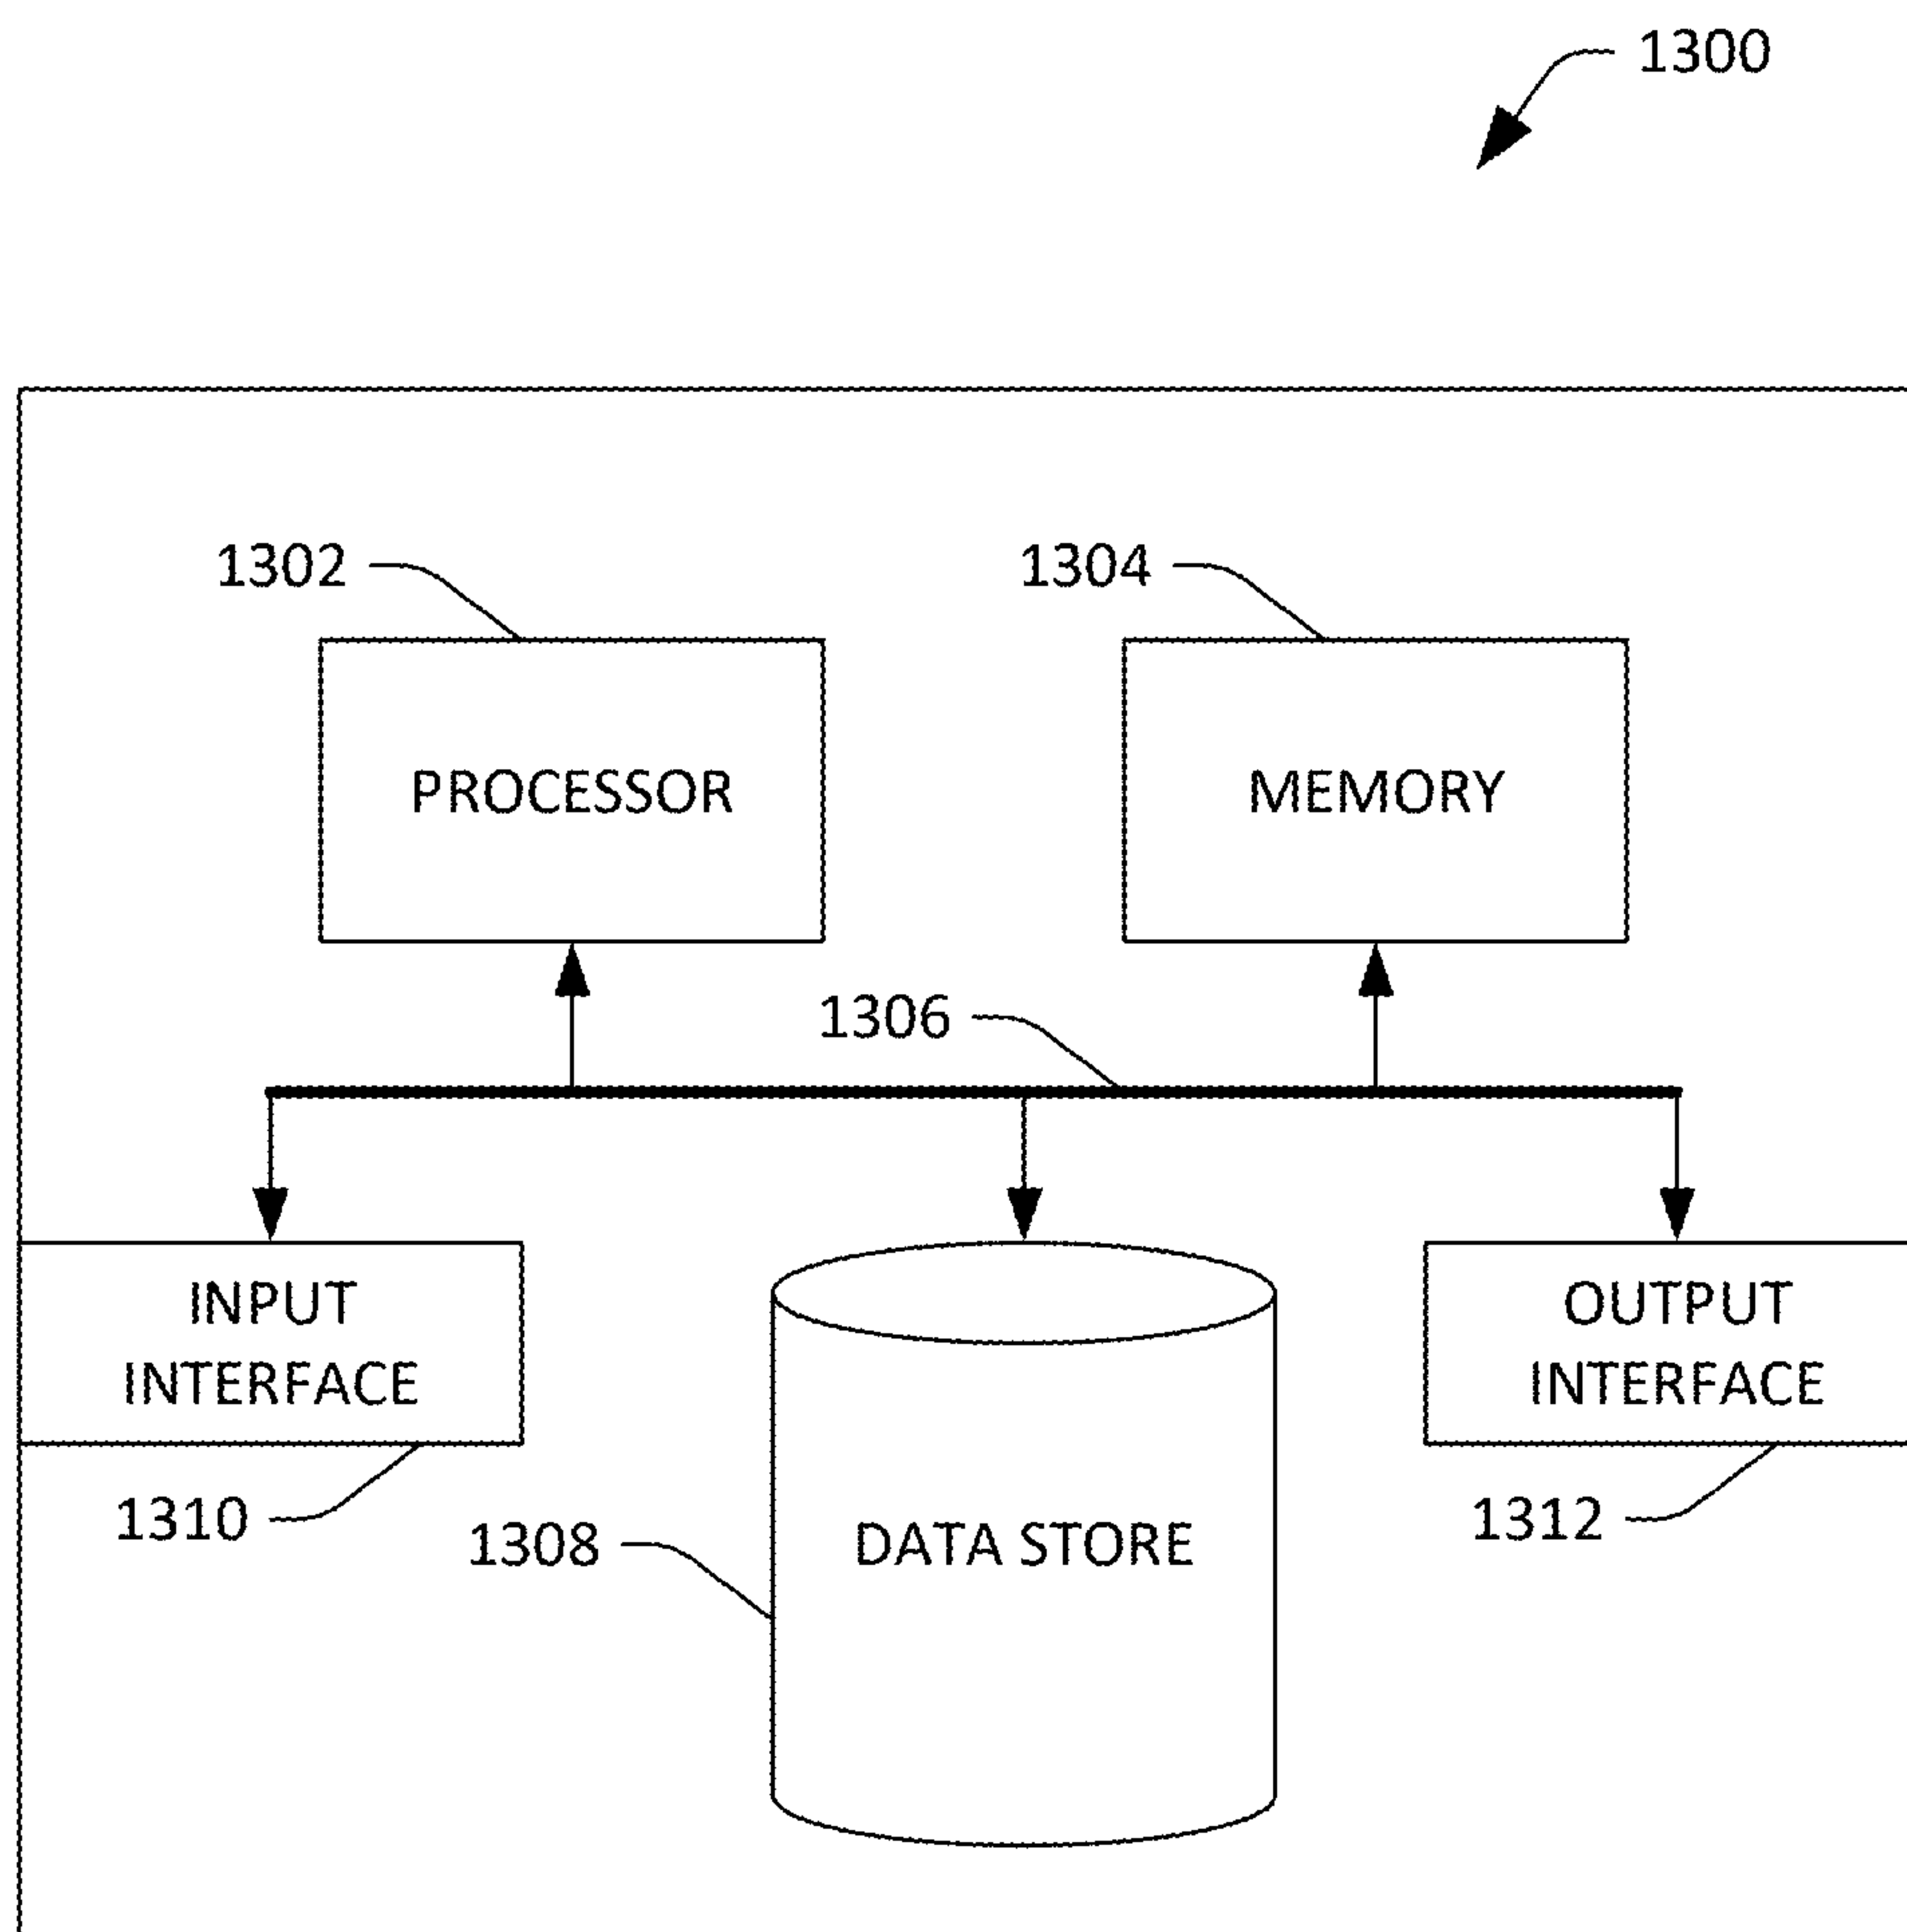 1300
1302
1304
PROCESSOR
MEMORY
1306
INPUT
INTERFACE
OUTPUT
INTERFACE
1310
1308
DATA STORE
1312